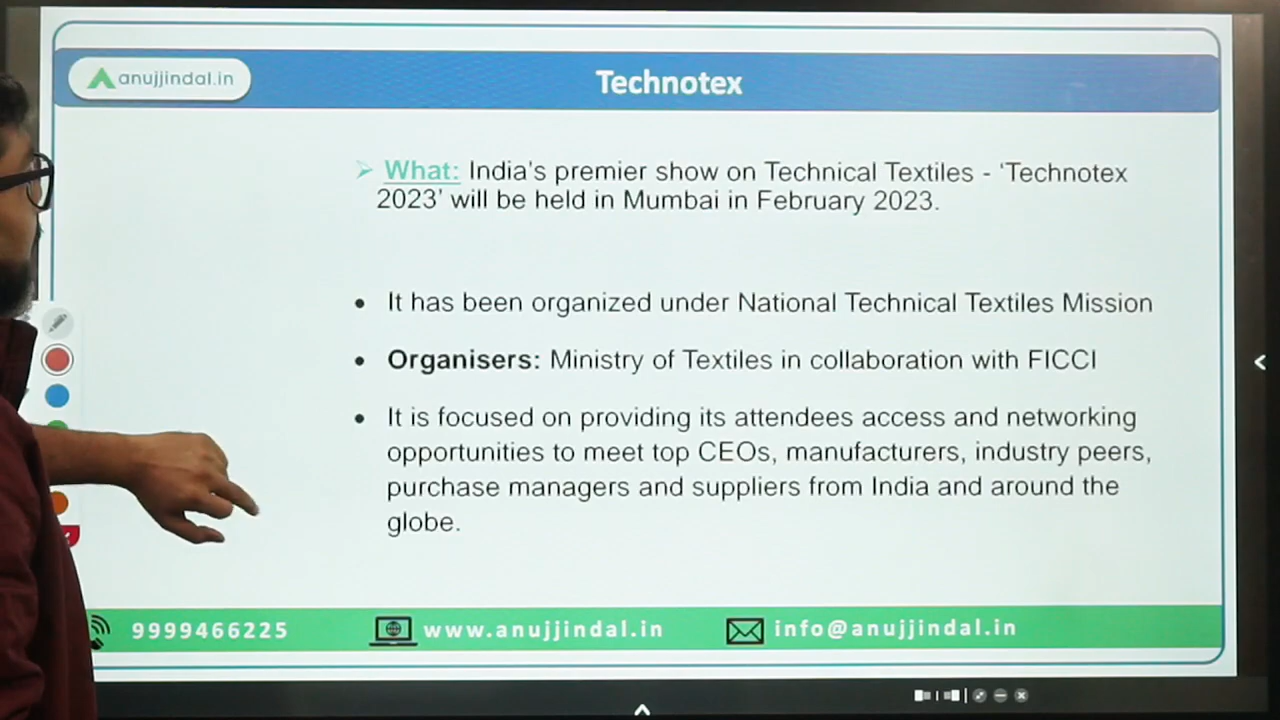 anujjindal.in
Technotex
➢ What: India's premier show on Technical Textiles - ‘Technotex
2023’ will be held in Mumbai in February 2023.
• It has been organized under National Technical Textiles Mission
• Organisers: Ministry of Textiles in collaboration with FICCI
• It is focused on providing its attendees access and networking
opportunities to meet top CEOs, manufacturers, industry peers,
purchase managers and suppliers from India and around the
globe.
9999466225 www.anujjindal.in info@anujjindal.in